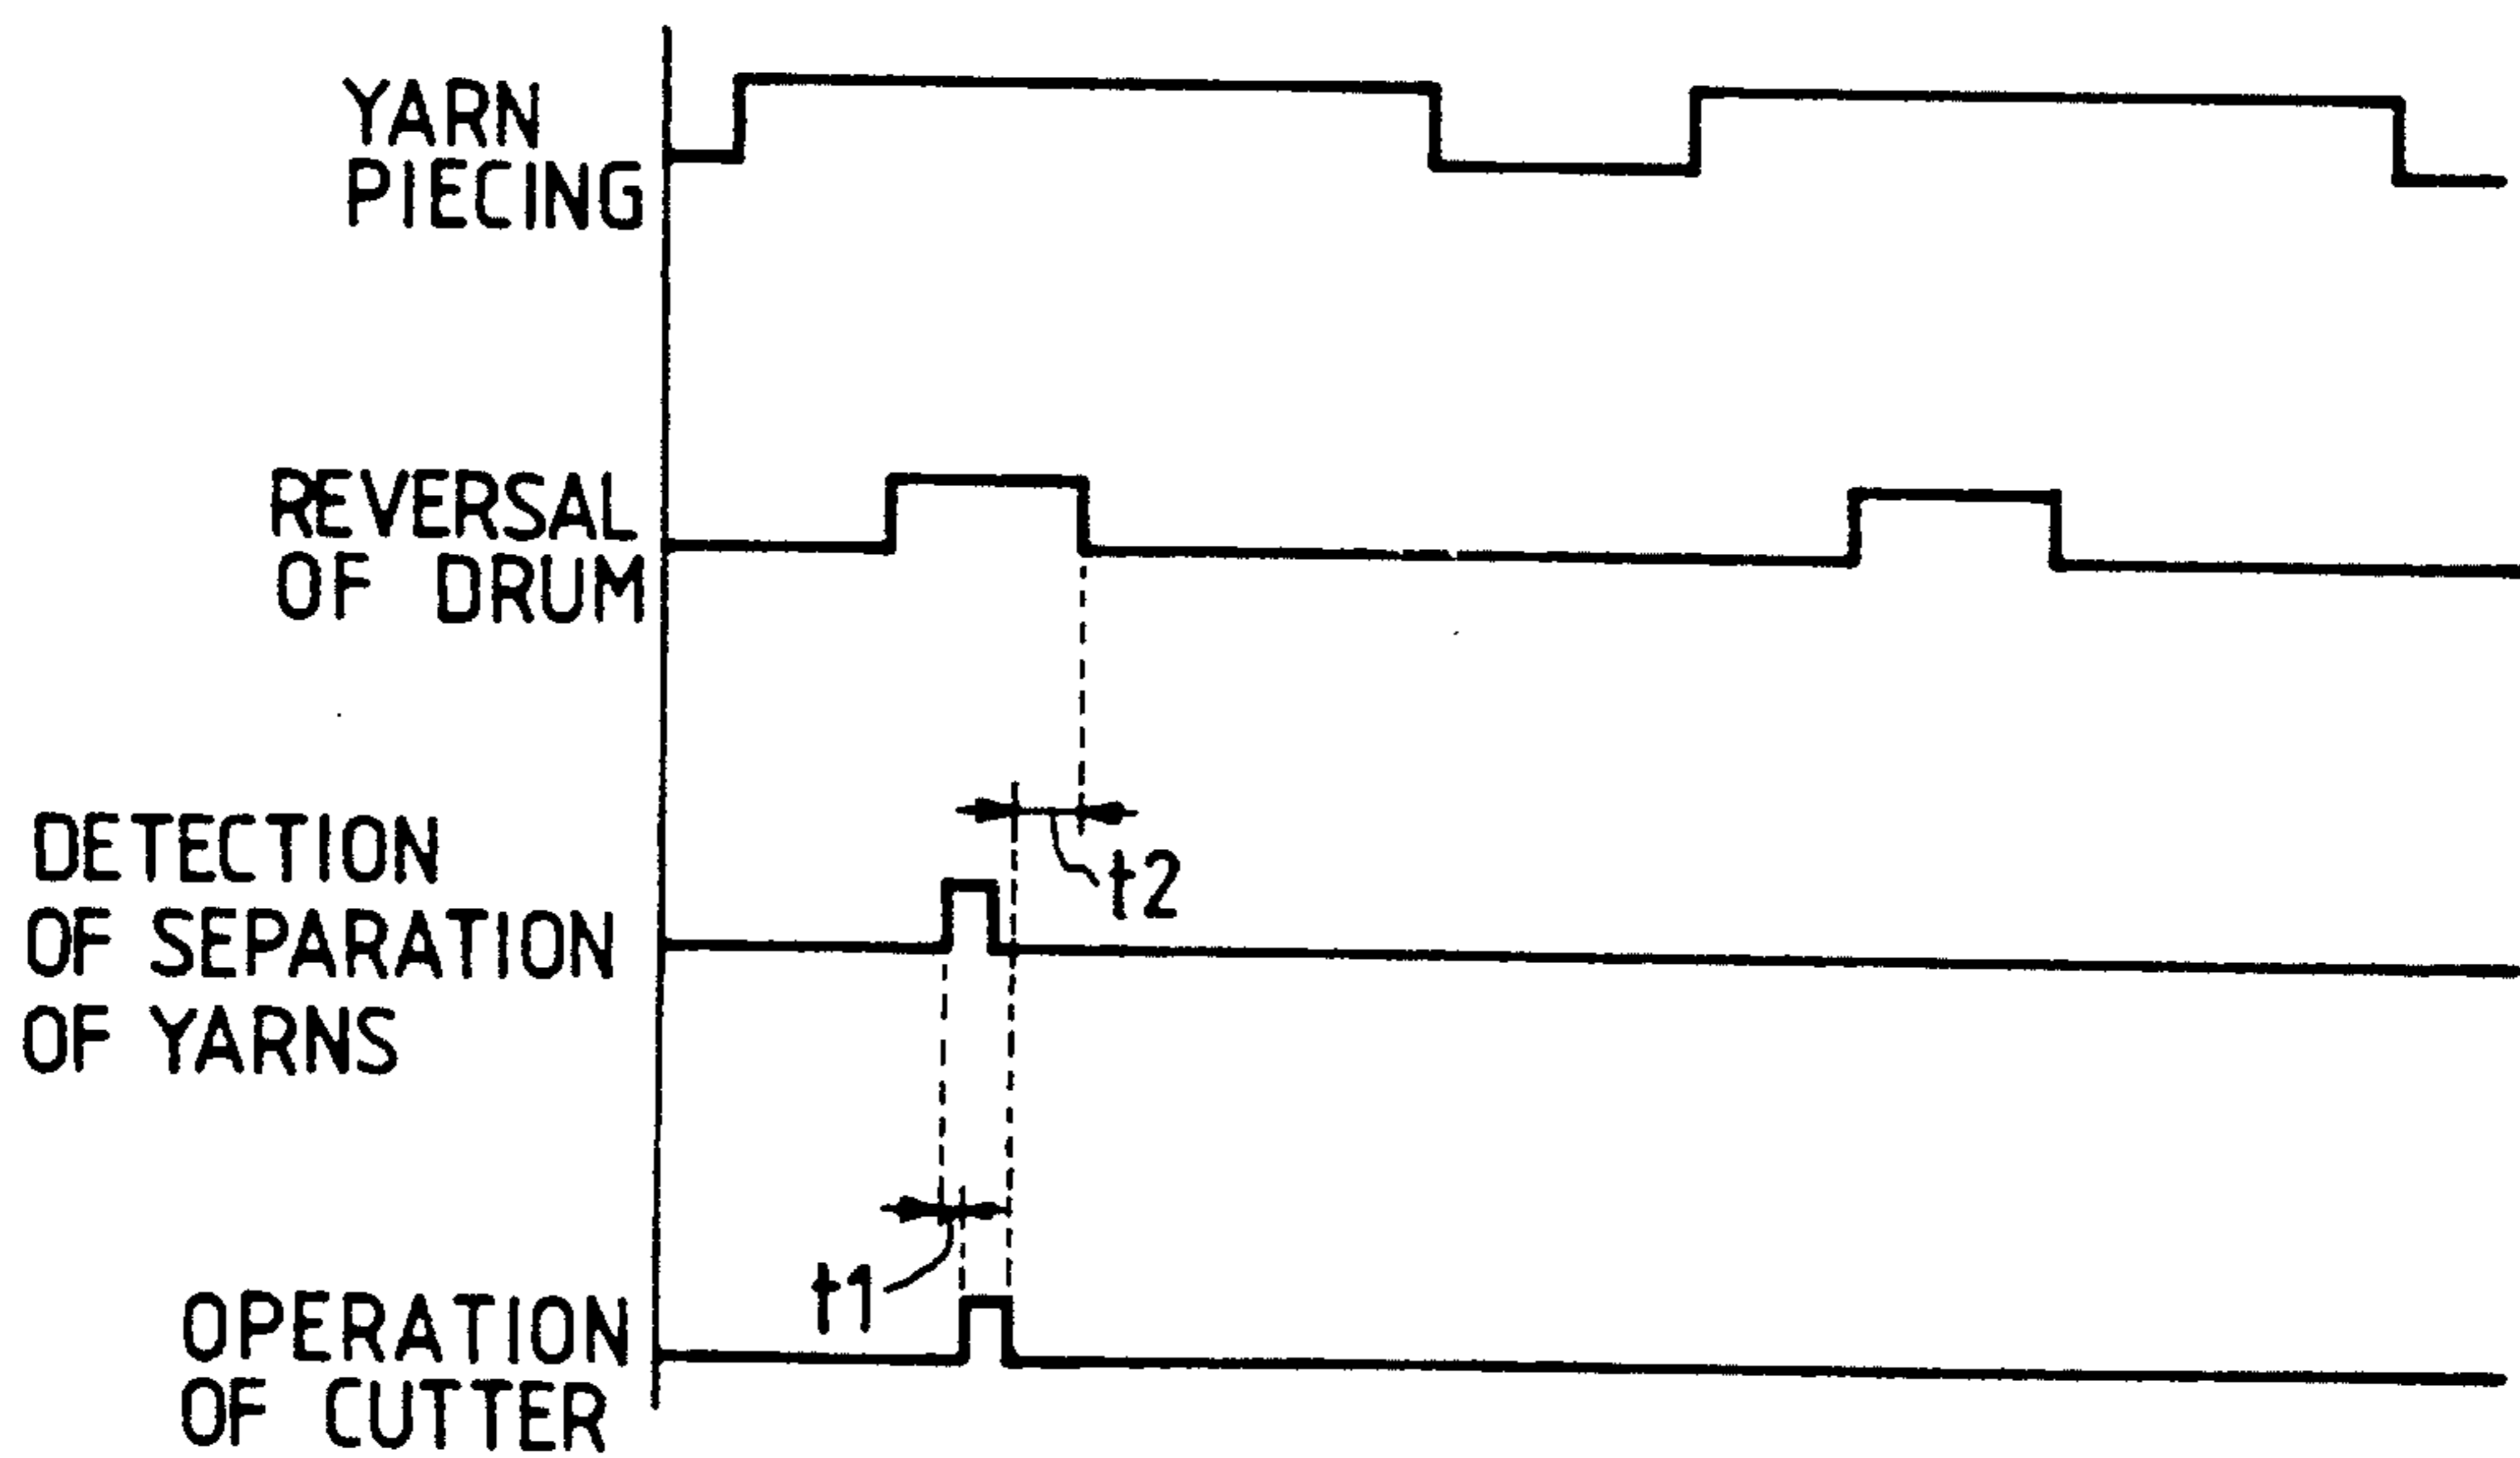 YARN
PIECING
REVERSAL
OF DRUM
DETECTION
OF SEPARATION
OF YARNS
t2
t1
OPERATION
OF CUTTER